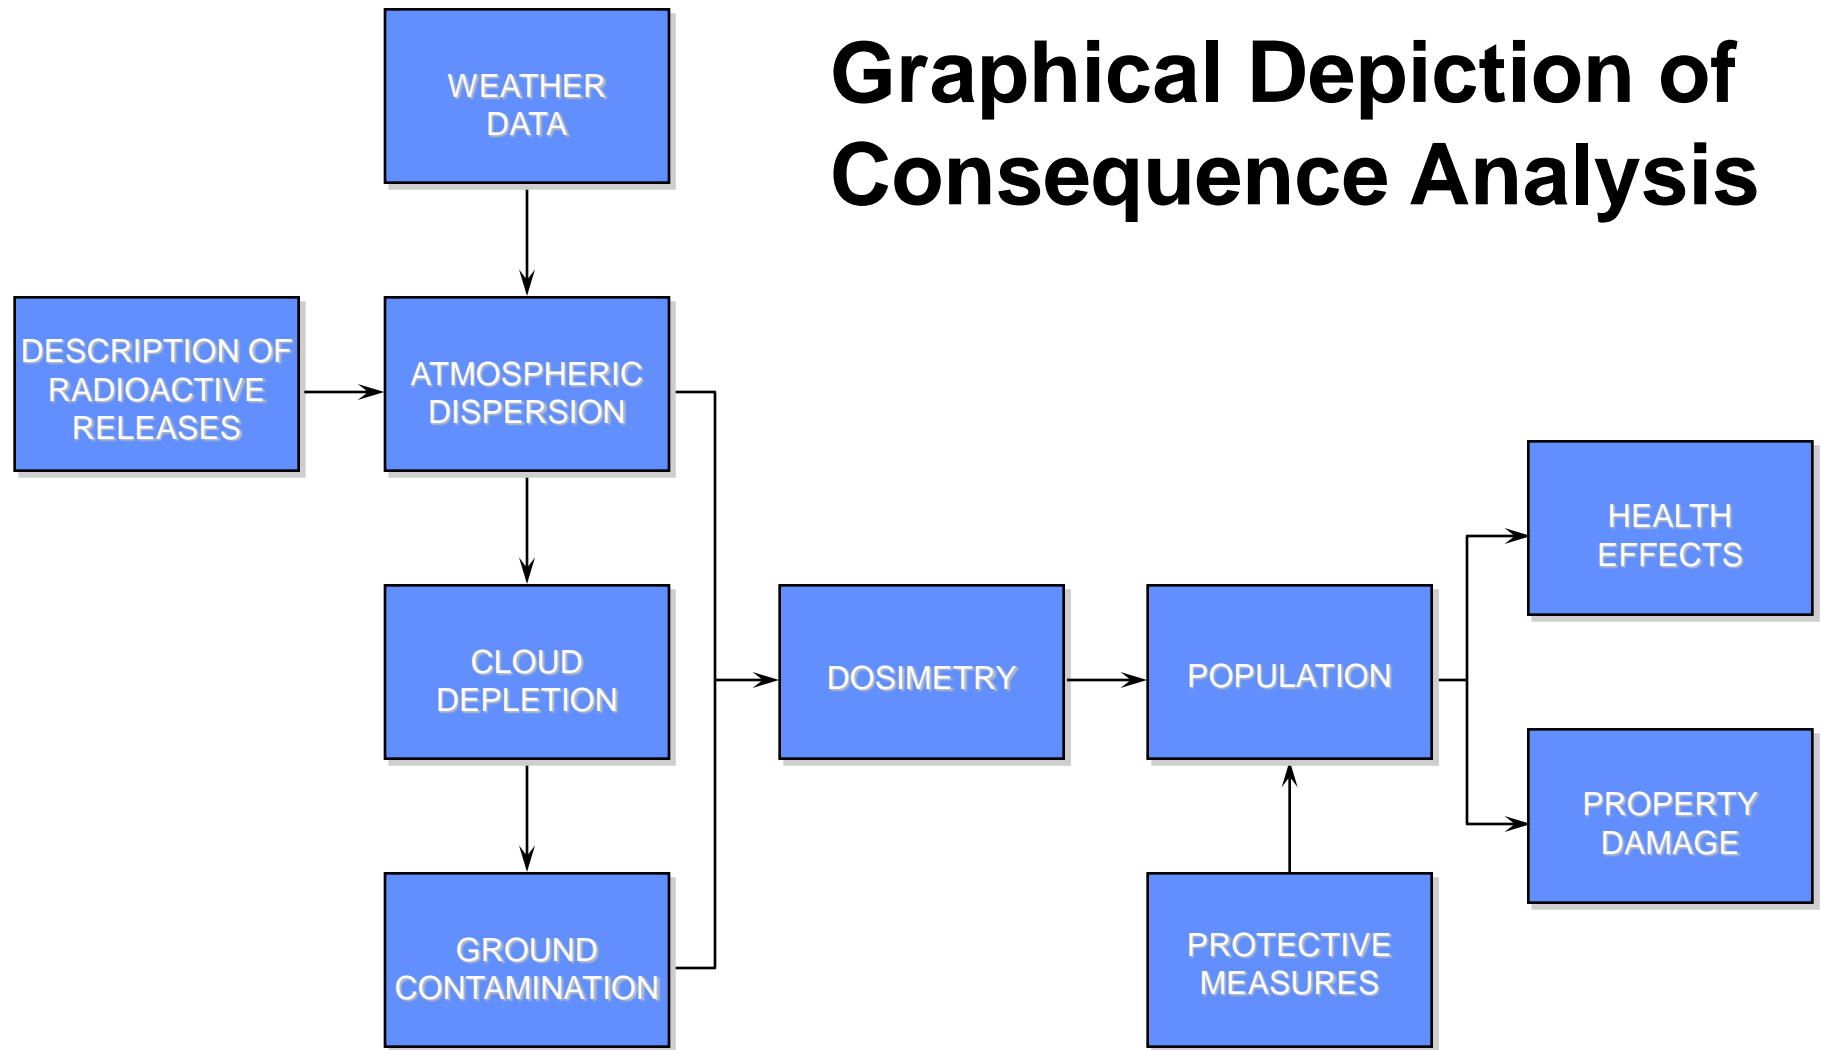 Graphical Depiction of
Consequence Analysis
WEATHER
DATA
DESCRIPTION OF
RADIOACTIVE
RELEASES
ATMOSPHERIC
DISPERSION
CLOUD
DEPLETION
GROUND
CONTAMINATION
DOSIMETRY
POPULATION
PROTECTIVE
MEASURES
HEALTH
EFFECTS
PROPERTY
DAMAGE